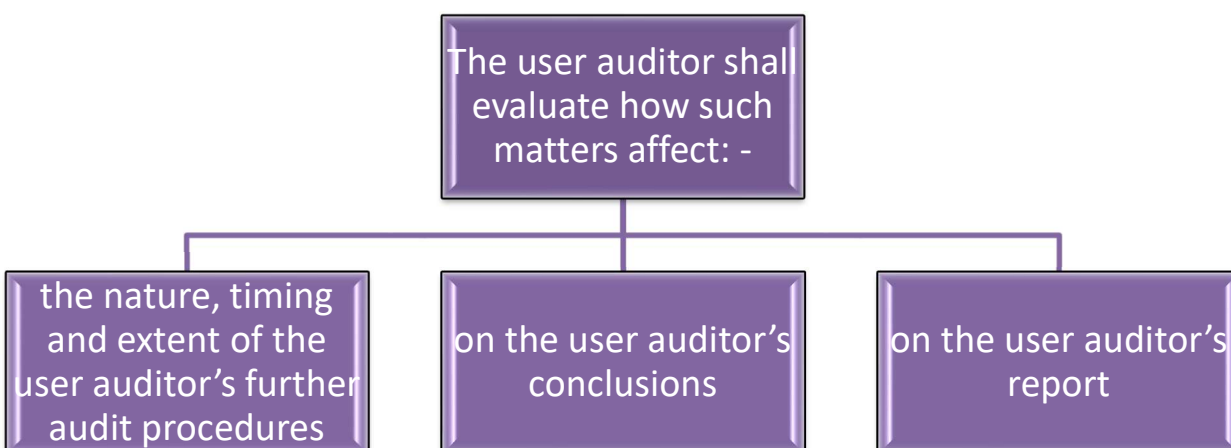 The user auditor shall
evaluate how such
matters affect: -
the nature, timing
and extent of the
user auditor’s further
audit procedures
on the user auditor’s
conclusions
on the user auditor’s
report